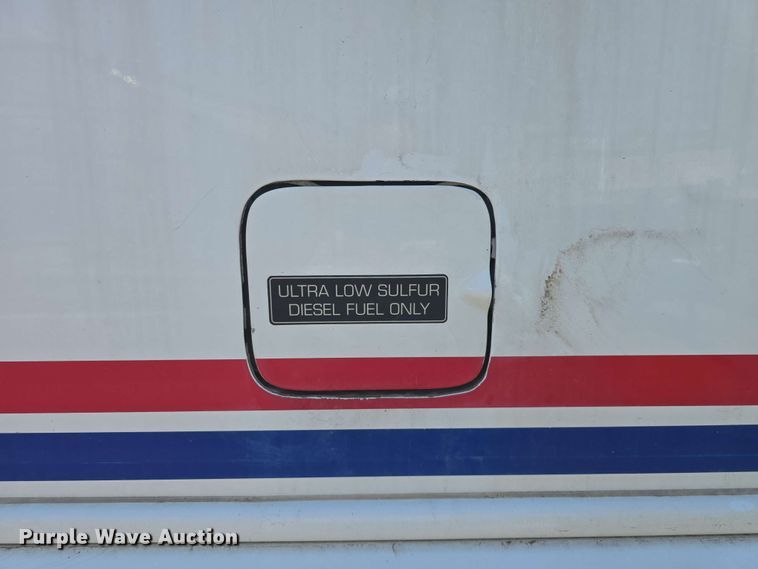 ULTRA LOW SULFUR
DIESEL FUEL ONLY
Purple Wave Auction